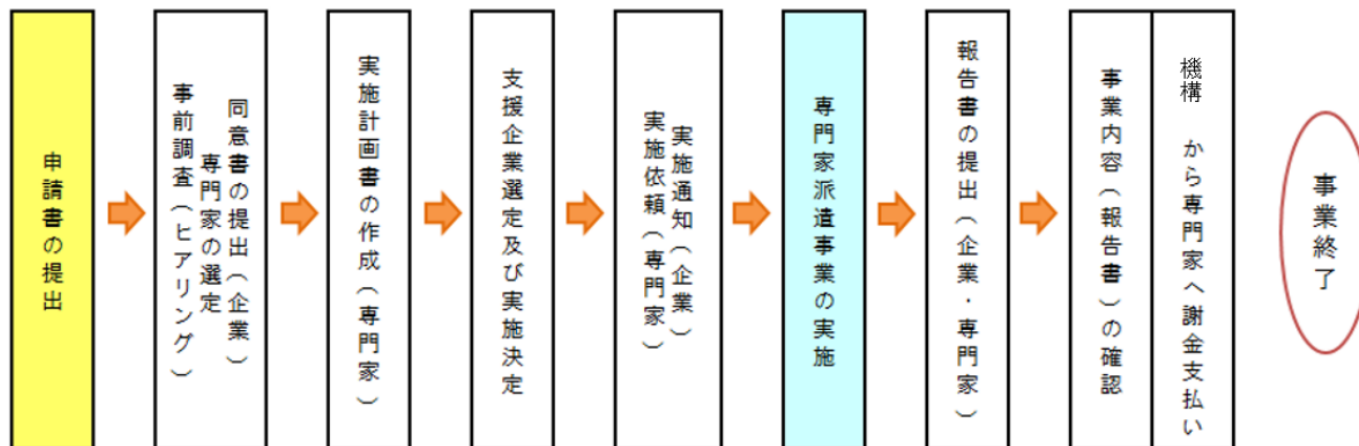 申請書の提出
同意書の提出（企業）
専門家の選定
事前調査（ヒアリング）
実施計画書の作成（専門家）
支援企業選定及び実施決定
実施通知（企業）
実施依頼（専門家）
専門家派遣事業の実施
報告書の提出（企業・専門家）
事業内容（報告書）の確認
機構 から専門家へ謝金支払い
事業終了